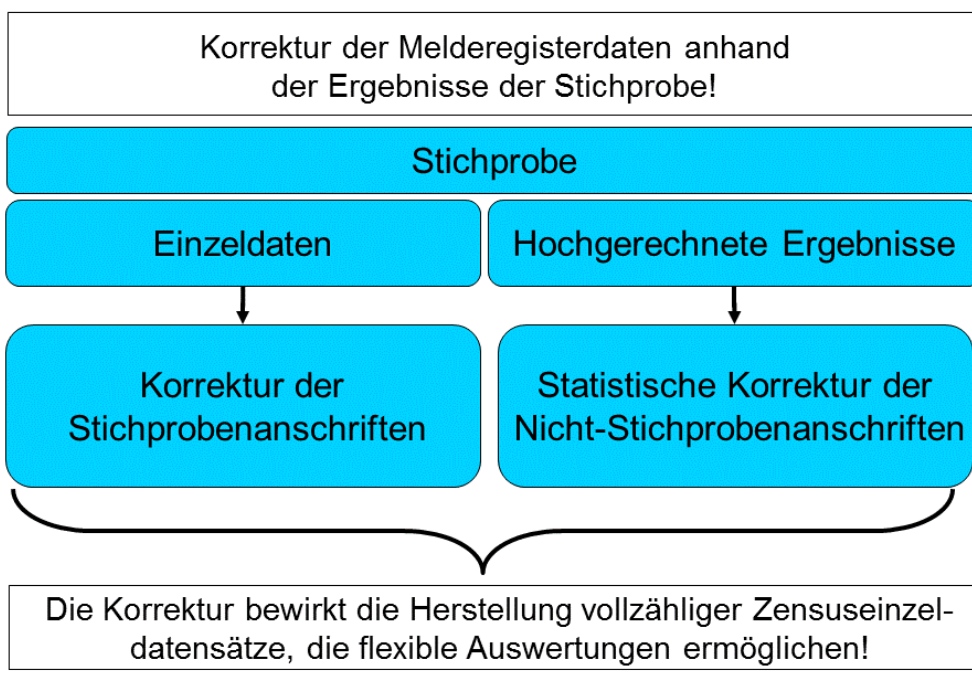 Korrektur der Melderegisterdaten anhand
der Ergebnisse der Stichprobe!
Stichprobe
Einzeldaten
Hochgerechnete Ergebnisse
Korrektur der
Stichprobenanschriften
Statistische Korrektur der
Nicht-Stichprobenanschriften
Die Korrektur bewirkt die Herstellung vollzähliger Zensuseinzel-
datensätze, die flexible Auswertungen ermöglichen!